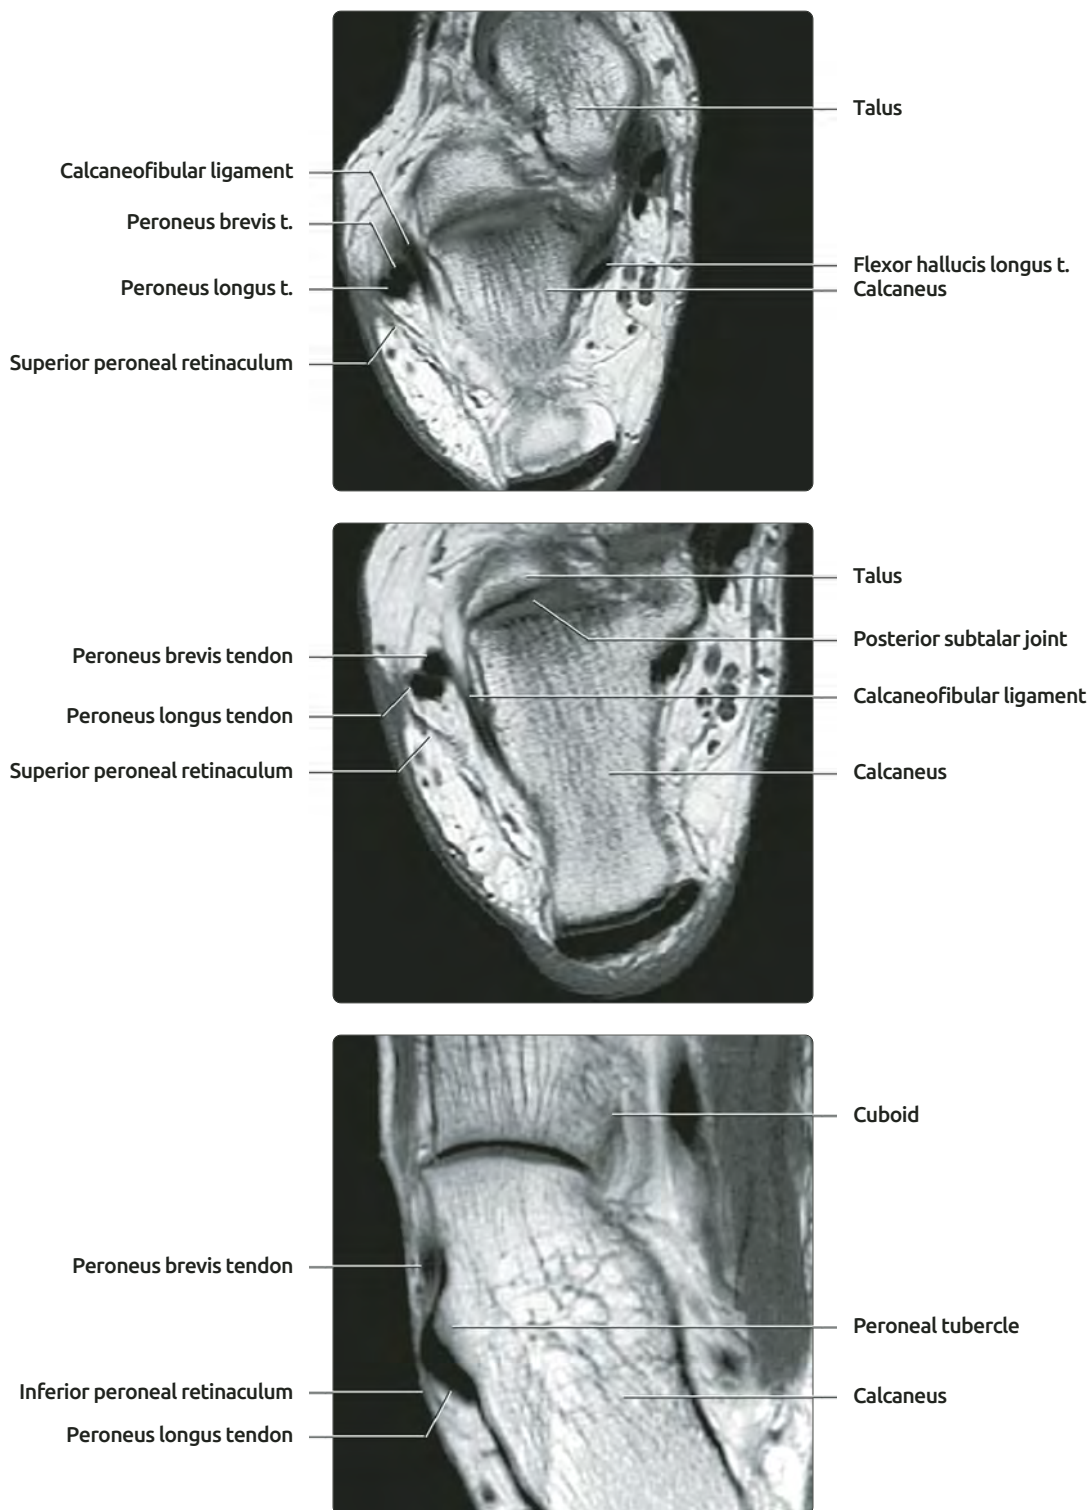 Talus
Calcaneofibular ligament
Peroneus brevis t.
Flexor hallucis longus t.
Peroneus longus t.
Calcaneus
Superior peroneal retinaculum
Talus
Posterior subtalar joint
Peroneus brevis tendon
Calcaneofibular ligament
Peroneus longus tendon
Superior peroneal retinaculum
Calcaneus
Cuboid
Peroneus brevis tendon
Peroneal tubercle
Inferior peroneal retinaculum
Calcaneus
Peroneus longus tendon